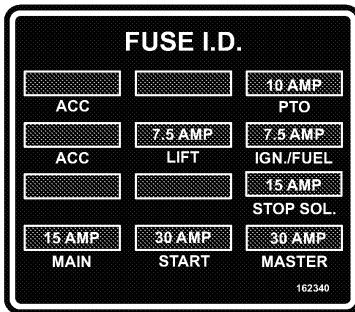 FUSE I.D.
10 AMP
ACC PTO
7.5 AMP 7.5 AMP
ACC LIFT IGN./FUEL
15 AMP
STOP SOL.
15 AMP 30 AMP 30 AMP
MAIN START MASTER
162340